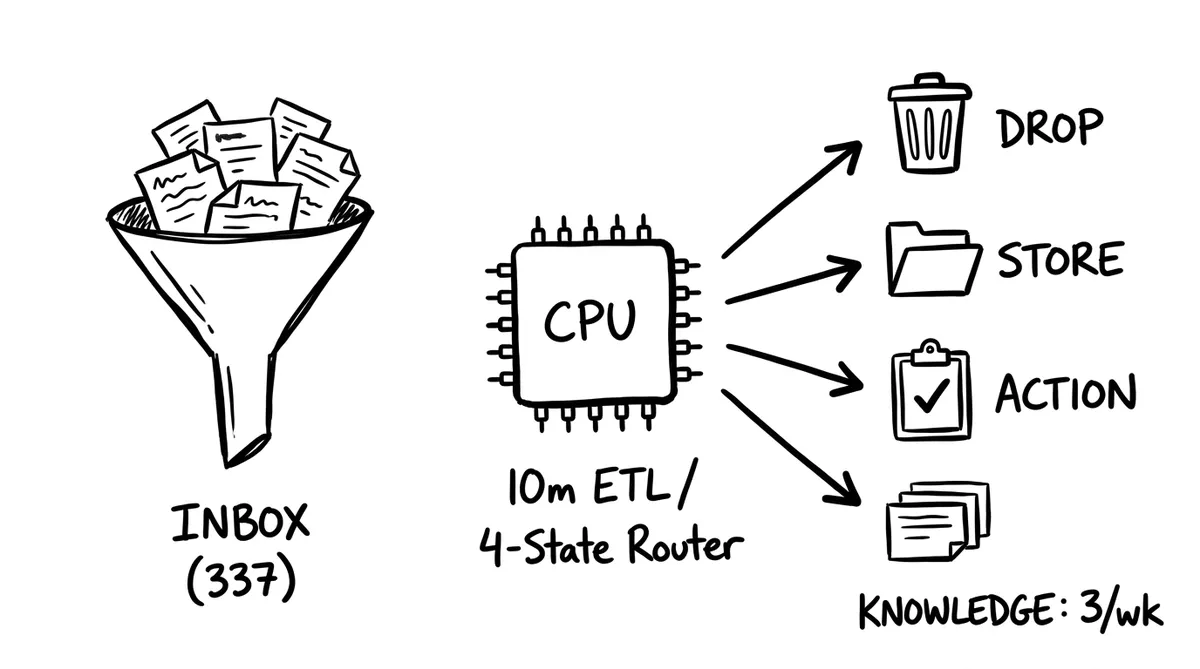 INBOX
(337)
CPU
10m ETL/
4-State Router
DROP
STORE
ACTION
KNOWLEDGE: 3/wk